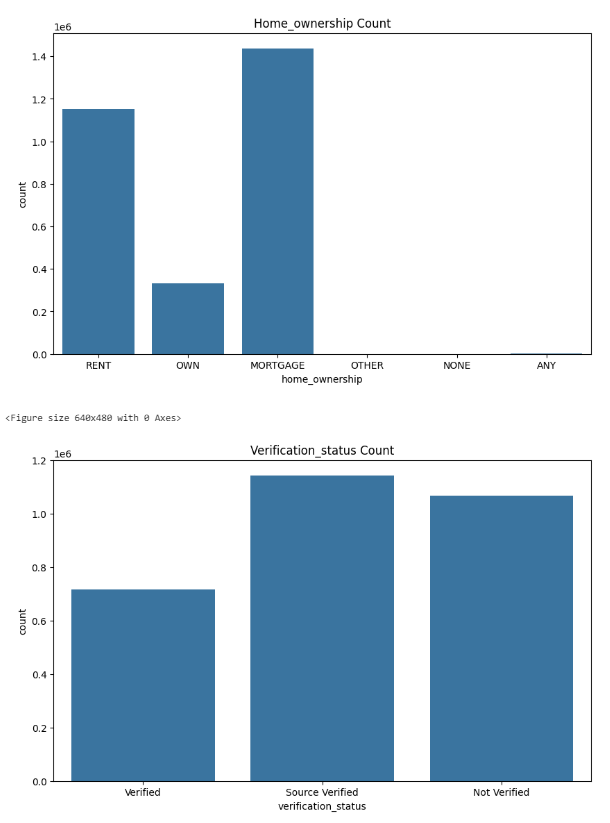 Home_ownership Count
1e6
1.4
1.2
1.0
0.8
0.6
0.4
0.2
0.0
count
RENT OWN MORTGAGE OTHER NONE ANY
home_ownership
<Figure size 640x480 with 0 Axes>
Verification_status Count
1e6
1.2
1.0
0.8
0.6
0.4
0.2
0.0
count
Verified Source Verified Not Verified
verification_status